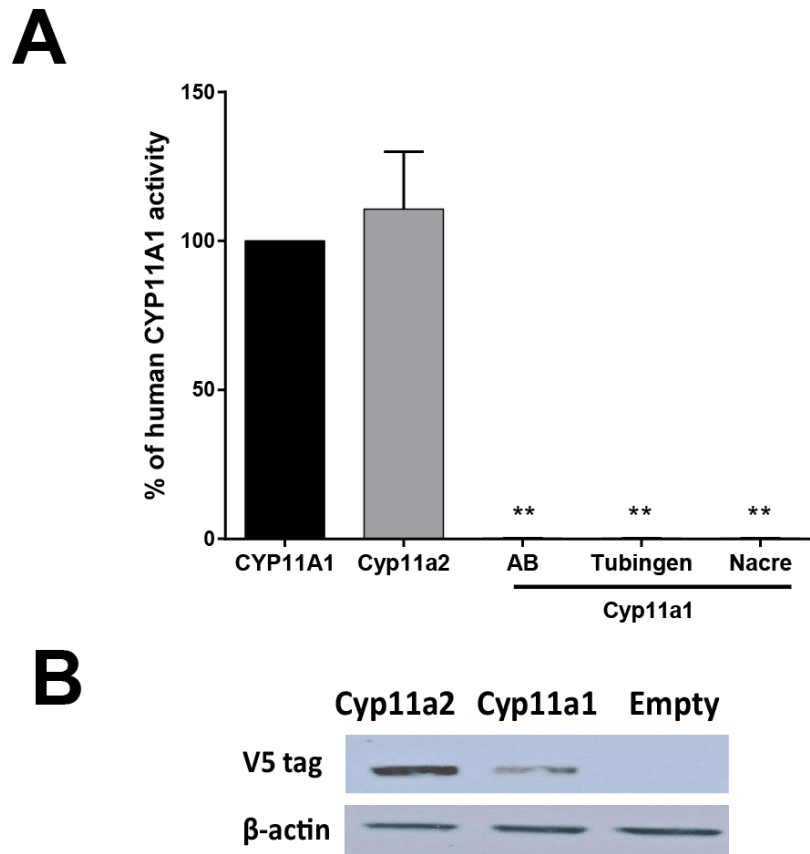 A
% of human CYP11A1 activity
150
100
50
0
CYP11A1 Cyp11a2 AB Tubingen Nacre
** ** **
Cyp11a1
B
Cyp11a2 Cyp11a1 Empty
V5 tag
β-actin